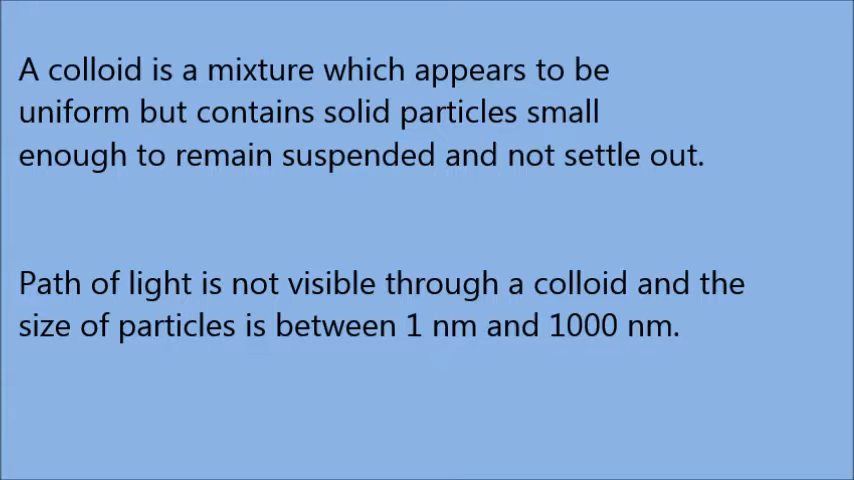 A colloid is a mixture which appears to be
uniform but contains solid particles small
enough to remain suspended and not settle out.
Path of light is not visible through a colloid and the
size of particles is between 1 nm and 1000 nm.